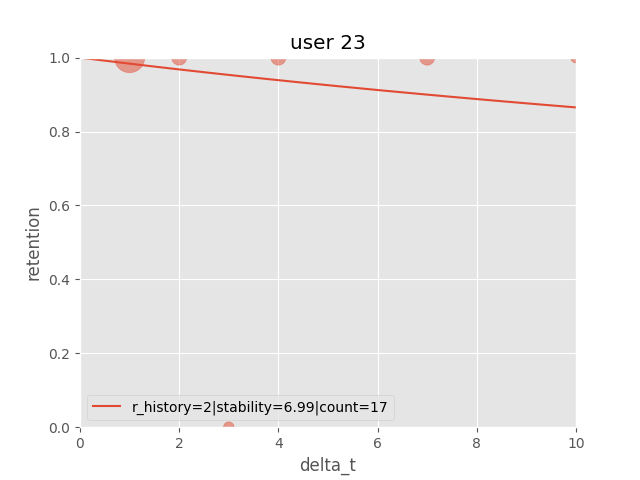 user 23
retention
1.0
0.8
0.6
0.4
0.2
0.0
r_history=2|stability=6.99|count=17
0 2 4 6 8 10
delta_t